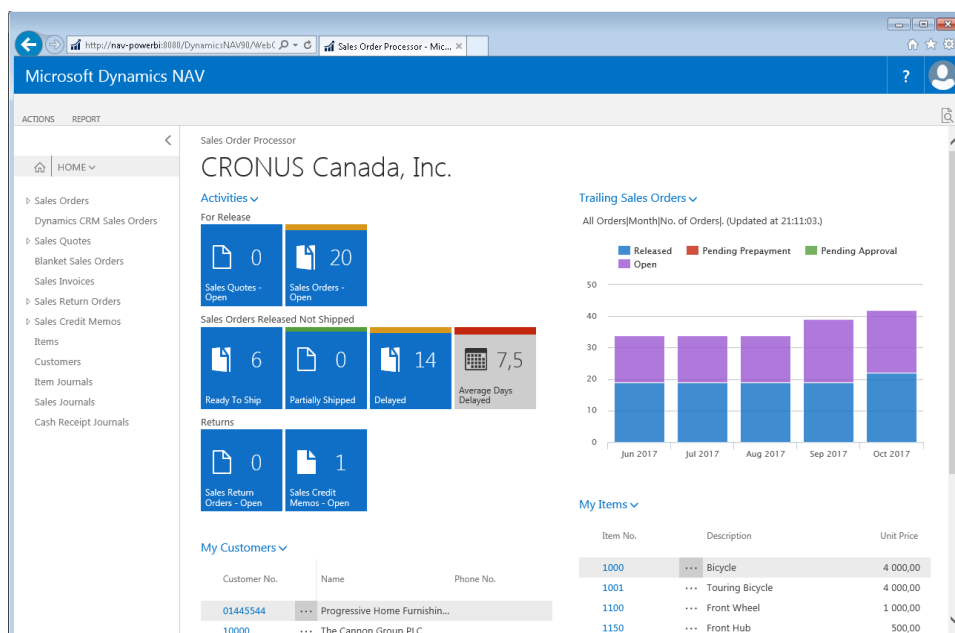 http://nav-powerbi:8080/DynamicsNAV90/WebC
Sales Order Processor - Mic...
Microsoft Dynamics NAV
?
ACTIONS REPORT
HOME
Sales Orders
Dynamics CRM Sales Orders
Sales Quotes
Blanket Sales Orders
Sales Invoices
Sales Return Orders
Sales Credit Memos
Items
Customers
Item Journals
Sales Journals
Cash Receipt Journals
Sales Order Processor
CRONUS Canada, Inc.
Activities
For Release
0
Sales Quotes -
Open
20
Sales Orders -
Open
Sales Orders Released Not Shipped
6
Ready To Ship
0
Partially Shipped
14
Delayed
7,5
Average Days
Delayed
Returns
0
Sales Return
Orders - Open
1
Sales Credit
Memos - Open
My Customers
Customer No. Name Phone No.
01445544 ... Progressive Home Furnishin...
10000 ... The Cannon Group PLC
Trailing Sales Orders
All Orders|Month|No. of Orders|. (Updated at 21:11:03.)
Released Pending Prepayment Pending Approval
Open
50
40
30
20
10
0
Jun 2017 Jul 2017 Aug 2017 Sep 2017 Oct 2017
My Items
Item No. Description Unit Price
1000 ... Bicycle 4 000,00
1001 ... Touring Bicycle 4 000,00
1100 ... Front Wheel 1 000,00
1150 ... Front Hub 500,00